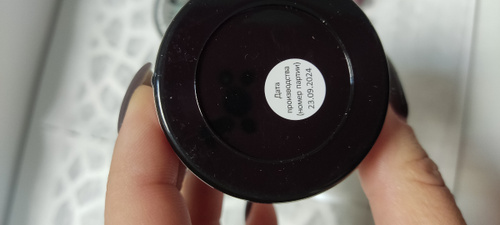 Дата
производства
(номер партии)
23.09.2024